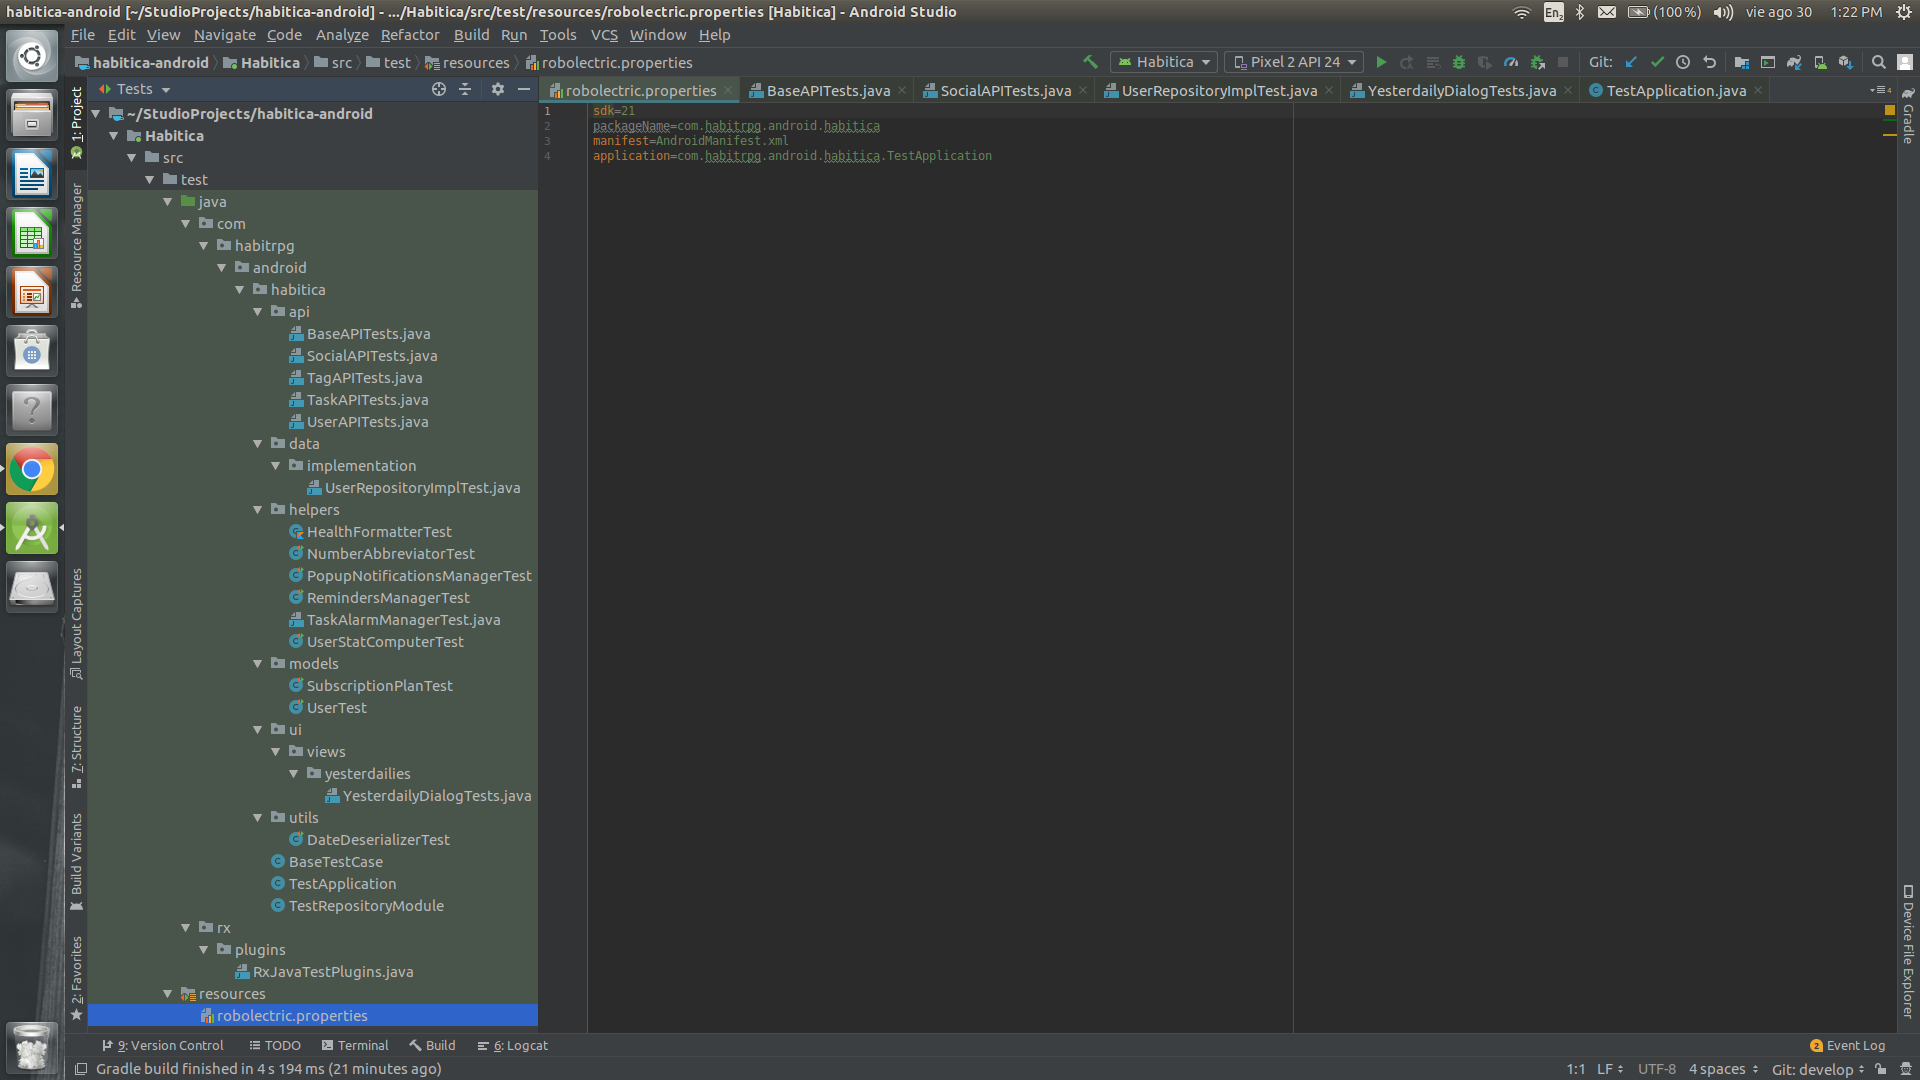 habitica-android [~/StudioProjects/habitica-android] - .../Habitica/src/test/resources/robolectric.properties [Habitica] - Android Studio
En2
(100 %)
vie ago 30
1:22 PM
File Edit View Navigate Code Analyze Refactor Build Run Tools VCS Window Help
habitica-android Habitica src test resources robolectric.properties
Habitica
Pixel 2 API 24
Git:
Tests
robolectric.properties
BaseAPITests.java
SocialAPITests.java
UserRepositoryImplTest.java
YesterdailyDialogTests.java
TestApplication.java
4
1: Project
Resource Manager
Layout Captures
7: Structure
Build Variants
2: Favorites
~/StudioProjects/habitica-android
Habitica
src
test
java
com
habitrpg
android
habitica
api
BaseAPITests.java
SocialAPITests.java
TagAPITests.java
TaskAPITests.java
UserAPITests.java
data
implementation
UserRepositoryImplTest.java
helpers
HealthFormatterTest
NumberAbbreviatorTest
PopupNotificationsManagerTest
RemindersManagerTest
TaskAlarmManagerTest.java
UserStatComputerTest
models
SubscriptionPlanTest
UserTest
ui
views
yesterdailies
YesterdailyDialogTests.java
utils
DateDeserializerTest
BaseTestCase
TestApplication
TestRepositoryModule
rx
plugins
RxJavaTestPlugins.java
resources
robolectric.properties
1 sdk=21
2 packageName=com.habitrpg.android.habitica
3 manifest=AndroidManifest.xml
4 application=com.habitrpg.android.habitica.TestApplication
Gradle
Device File Explorer
9: Version Control
TODO
Terminal
Build
6: Logcat
2 Event Log
Gradle build finished in 4 s 194 ms (21 minutes ago)
1:1 LF UTF-8 4 spaces Git: develop